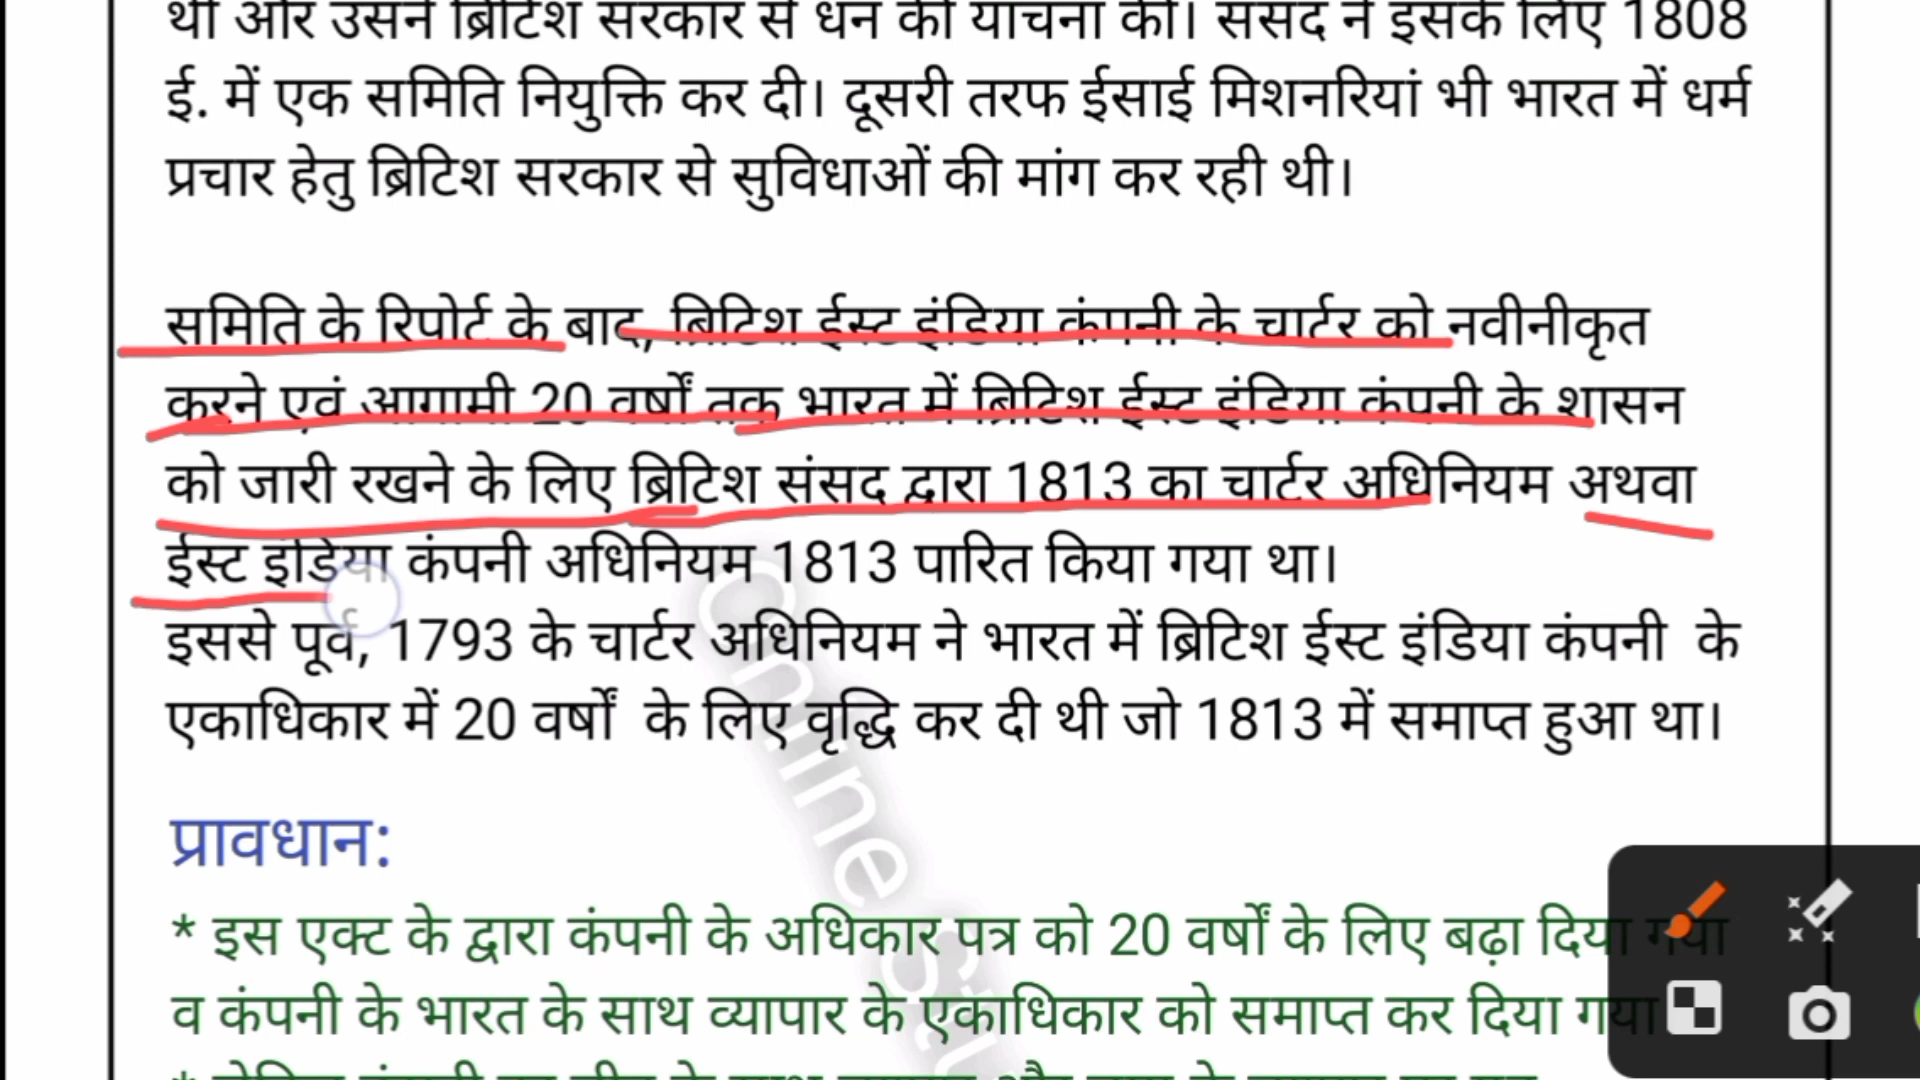 थी और उसने ब्रिटिश सरकार से धन की याचना की। संसद ने इसके लिए 1808
ई. में एक समिति नियुक्ति कर दी। दूसरी तरफ ईसाई मिशनरियां भी भारत में धर्म
प्रचार हेतु ब्रिटिश सरकार से सुविधाओं की मांग कर रही थी।
समिति के रिपोर्ट के बाद, ब्रिटिश ईस्ट इंडिया कंपनी के चार्टर को नवीनीकृत
करने एवं आगामी 20 वर्षों तक भारत में ब्रिटिश ईस्ट इंडिया कंपनी के शासन
को जारी रखने के लिए ब्रिटिश संसद द्वारा 1813 का चार्टर अधिनियम अथवा
ईस्ट इंडिया कंपनी अधिनियम 1813 पारित किया गया था।
इससे पूर्व, 1793 के चार्टर अधिनियम ने भारत में ब्रिटिश ईस्ट इंडिया कंपनी के
एकाधिकार में 20 वर्षों के लिए वृद्धि कर दी थी जो 1813 में समाप्त हुआ था।
प्रावधान:
* इस एक्ट के द्वारा कंपनी के अधिकार पत्र को 20 वर्षों के लिए बढ़ा दिया गया
व कंपनी के भारत के साथ व्यापार के एकाधिकार को समाप्त कर दिया गया